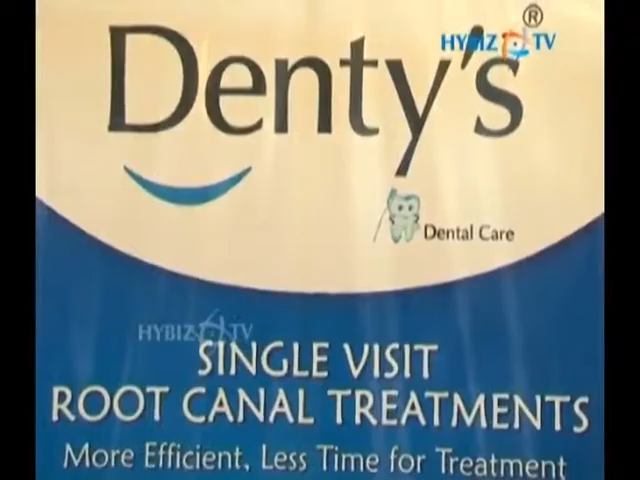 Denty's®
HYBIZ TV
Dental Care
HYBIZ TV
SINGLE VISIT
ROOT CANAL TREATMENTS
More Efficient, Less Time for Treatment